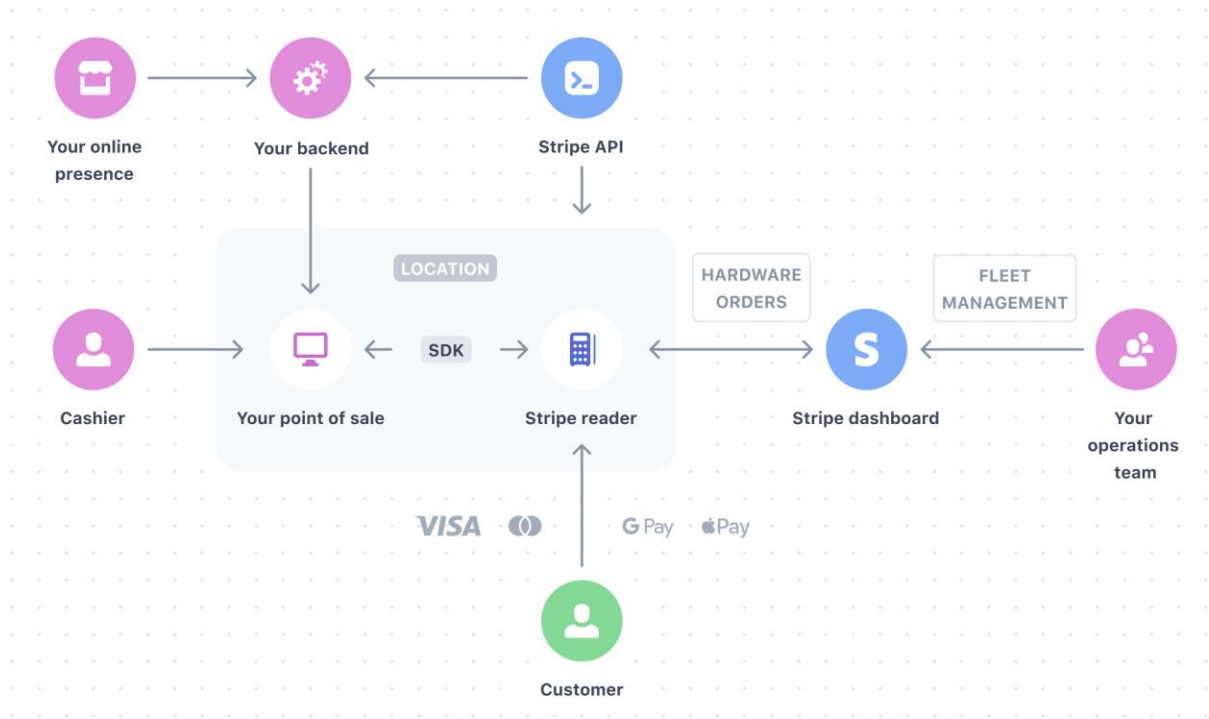 Your online
presence
Your backend
Stripe API
LOCATION
HARDWARE
ORDERS
FLEET
MANAGEMENT
SDK
S
Cashier
Your point of sale
Stripe reader
Stripe dashboard
Your
operations
team
VISA
G Pay
Pay
Customer